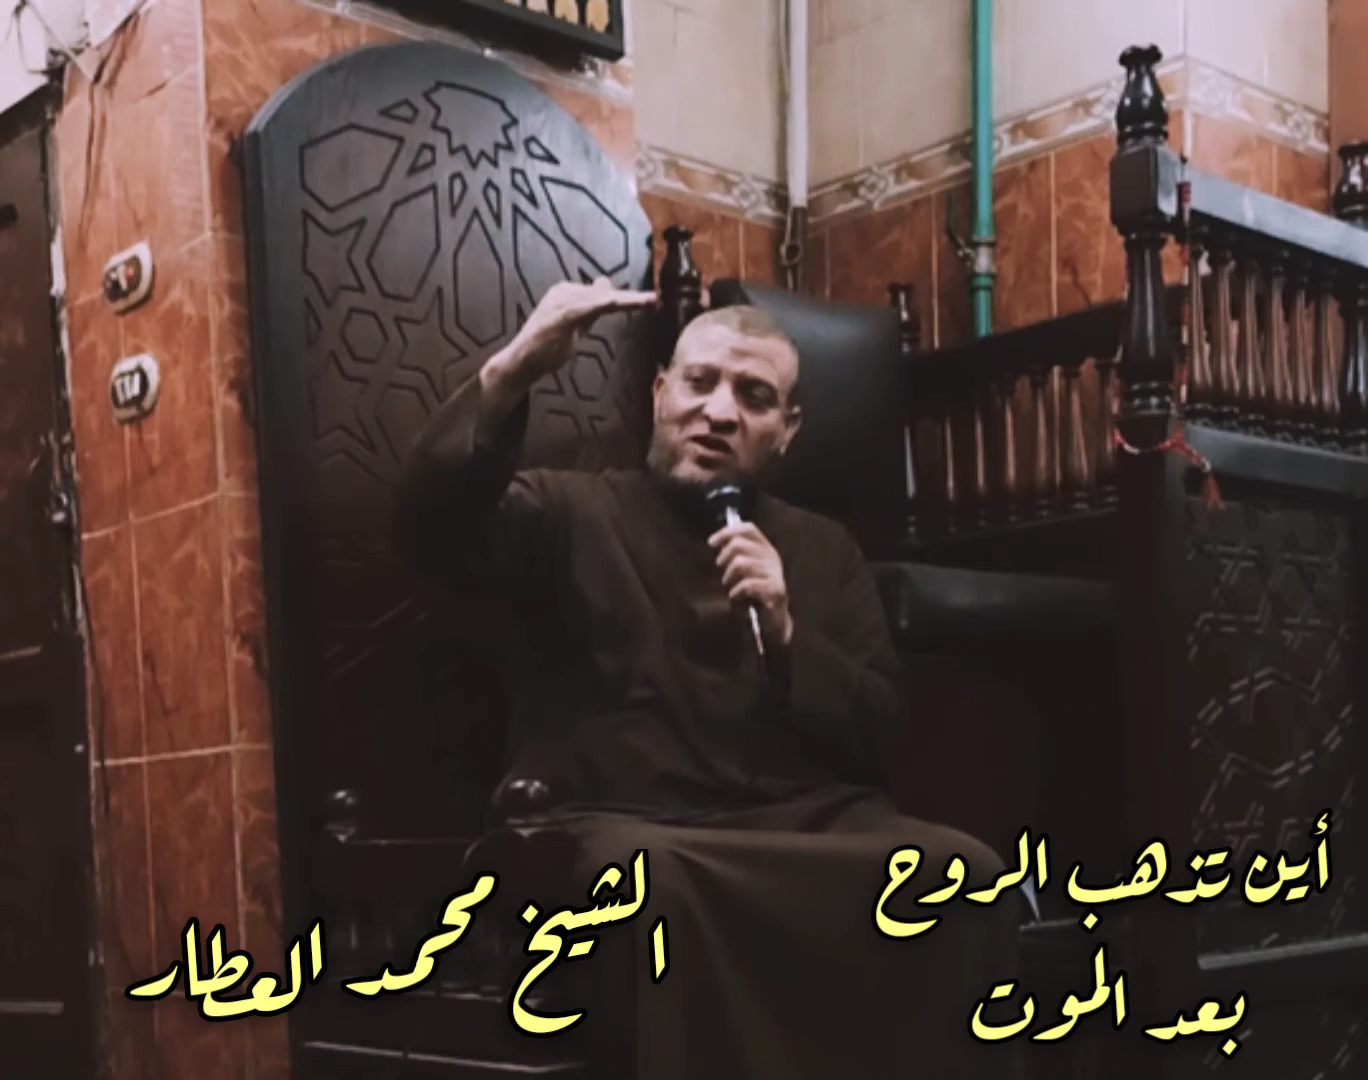 أين تذهب الروح
بعد الموت
الشيخ محمد العطار